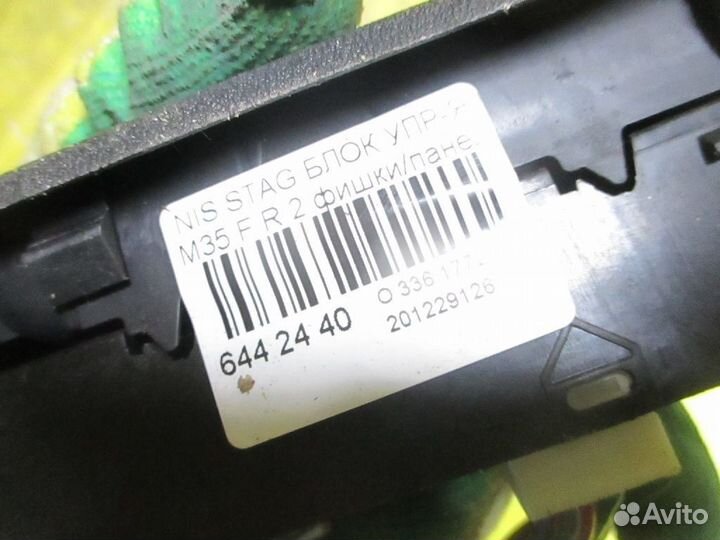 NIS STAG БЛОК УПР-Я
M35 F R 2 фишки/пане
644 24 40
O 336 177
201229126
Avito